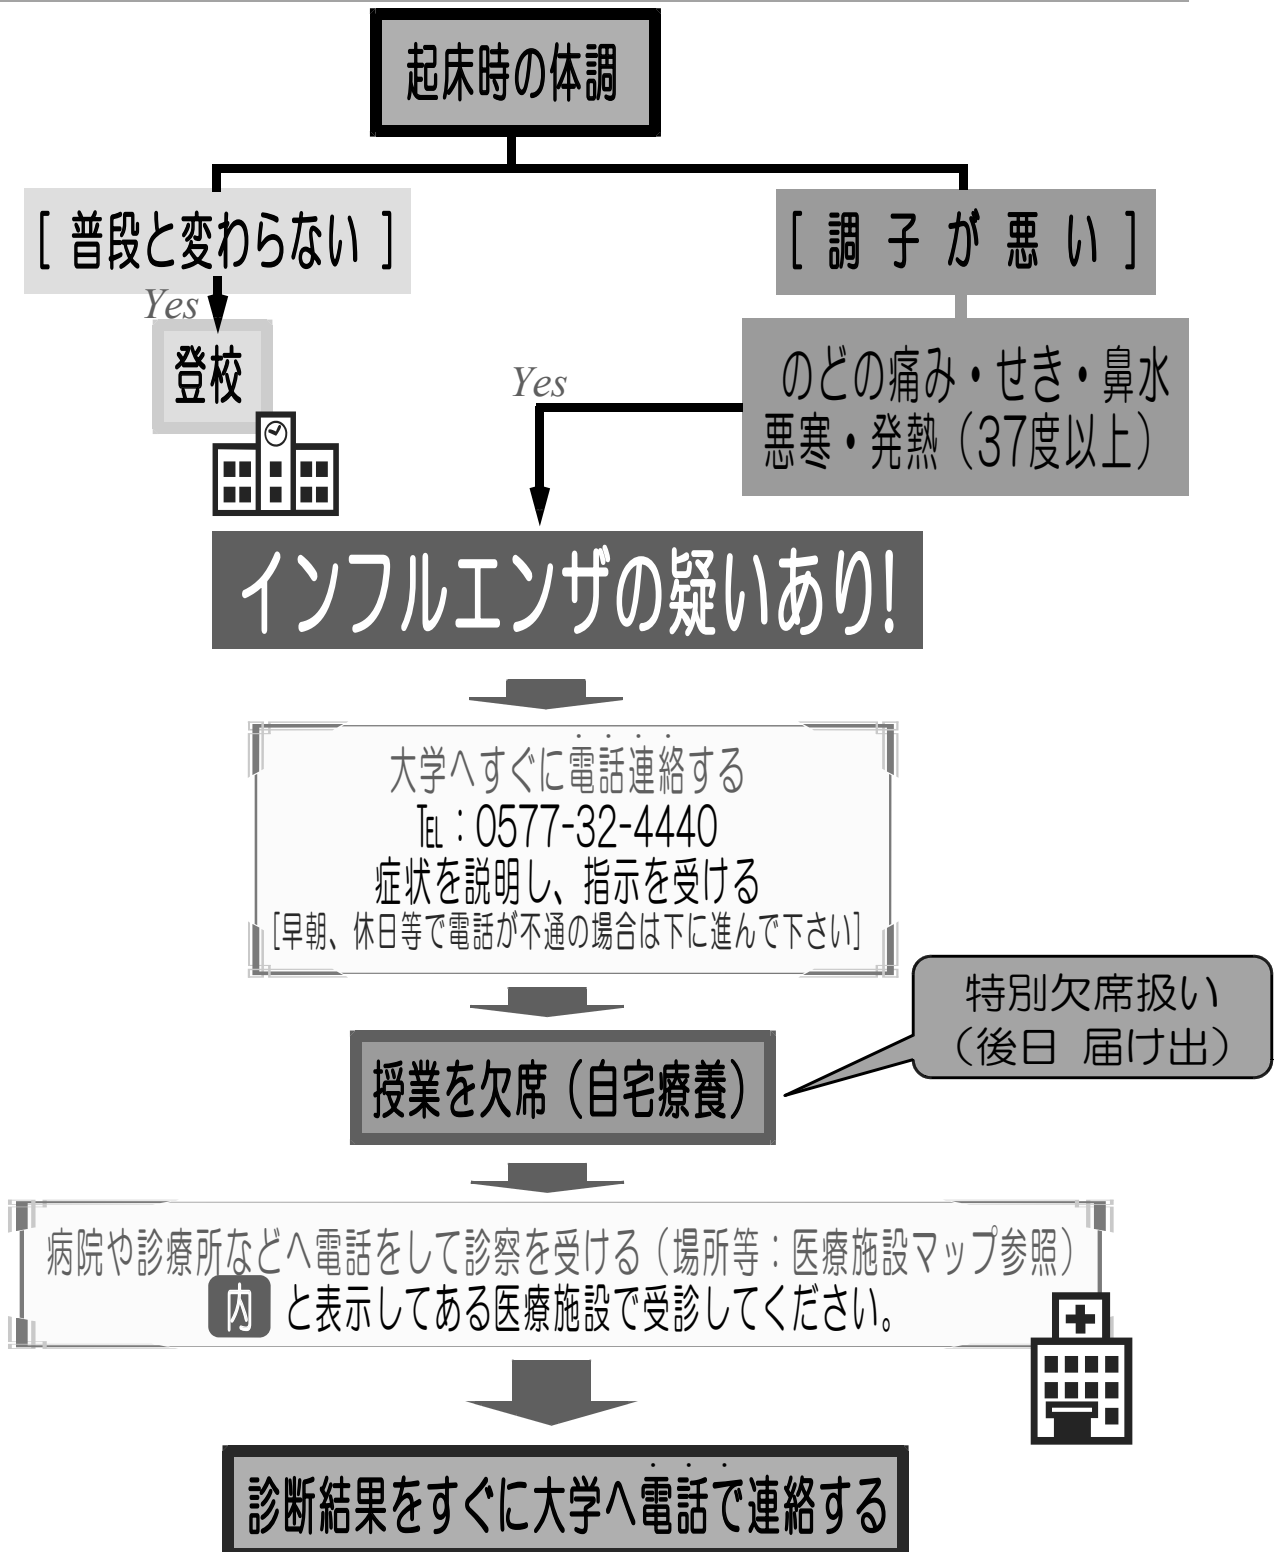 起床時の体調
[ 普段と変わらない ]
[ 調 子 が 悪 い ]
Yes
登校
のどの痛み・せき・鼻水
悪寒・発熱（37度以上）
Yes
インフルエンザの疑いあり!
大学へすぐに電話連絡する
℡：0577-32-4440
症状を説明し、指示を受ける
[早朝、休日等で電話が不通の場合は下に進んで下さい]
特別欠席扱い
（後日 届け出）
授業を欠席（自宅療養）
病院や診療所などへ電話をして診察を受ける（場所等：医療施設マップ参照）
内 と表示してある医療施設で受診してください。
診断結果をすぐに大学へ電話で連絡する